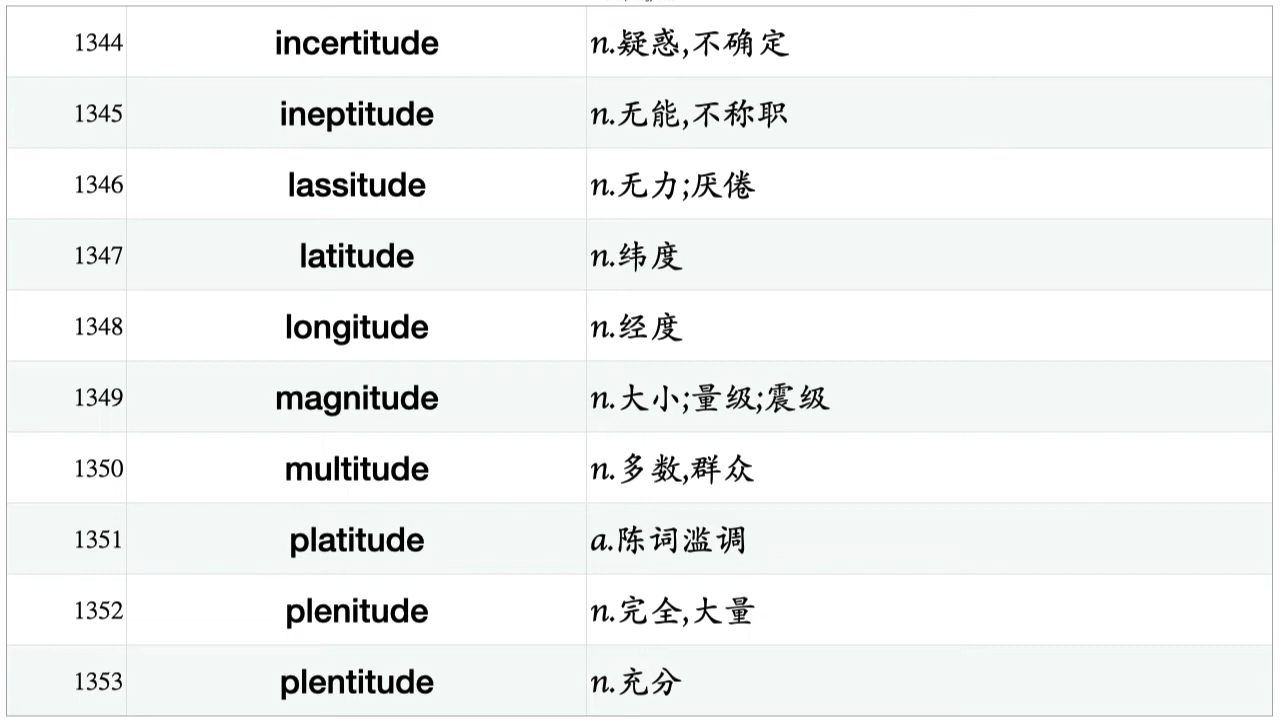 1344 incertitude n.疑惑,不确定
1345 ineptitude n.无能,不称职
1346 lassitude n.无力;厌倦
1347 latitude n.纬度
1348 longitude n.经度
1349 magnitude n.大小;量级;震级
1350 multitude n.多数,群众
1351 platitude a.陈词滥调
1352 plenitude n.完全,大量
1353 plentitude n.充分